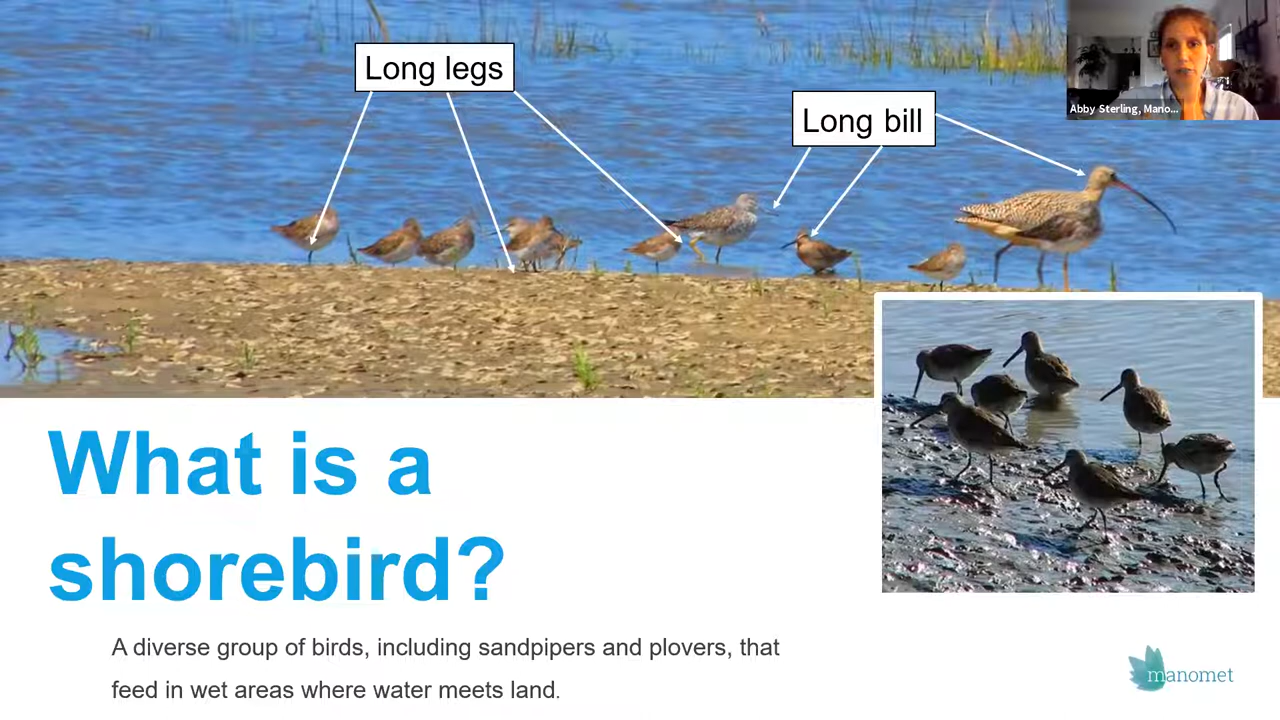 Long legs
Long bill
Abby Sterling, Mano...
What is a
shorebird?
A diverse group of birds, including sandpipers and plovers, that
feed in wet areas where water meets land.
manomet